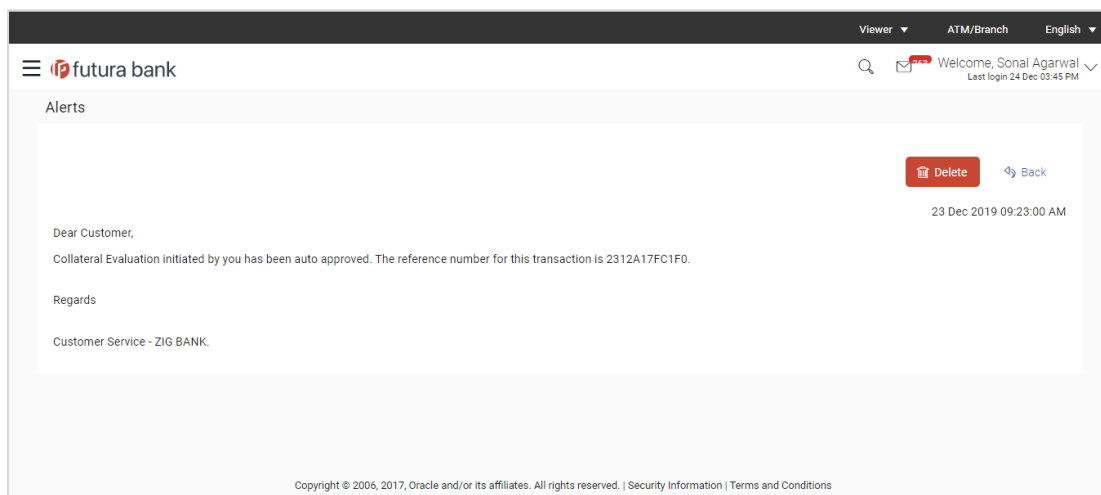 Viewer ATM/Branch English
futura bank
Welcome, Sonal Agarwal
Last login 24 Dec 03:45 PM
Alerts
Delete Back
23 Dec 2019 09:23:00 AM
Dear Customer,
Collateral Evaluation initiated by you has been auto approved. The reference number for this transaction is 2312A17FC1F0.
Regards
Customer Service - ZIG BANK.
Copyright © 2006, 2017, Oracle and/or its affiliates. All rights reserved. | Security Information | Terms and Conditions